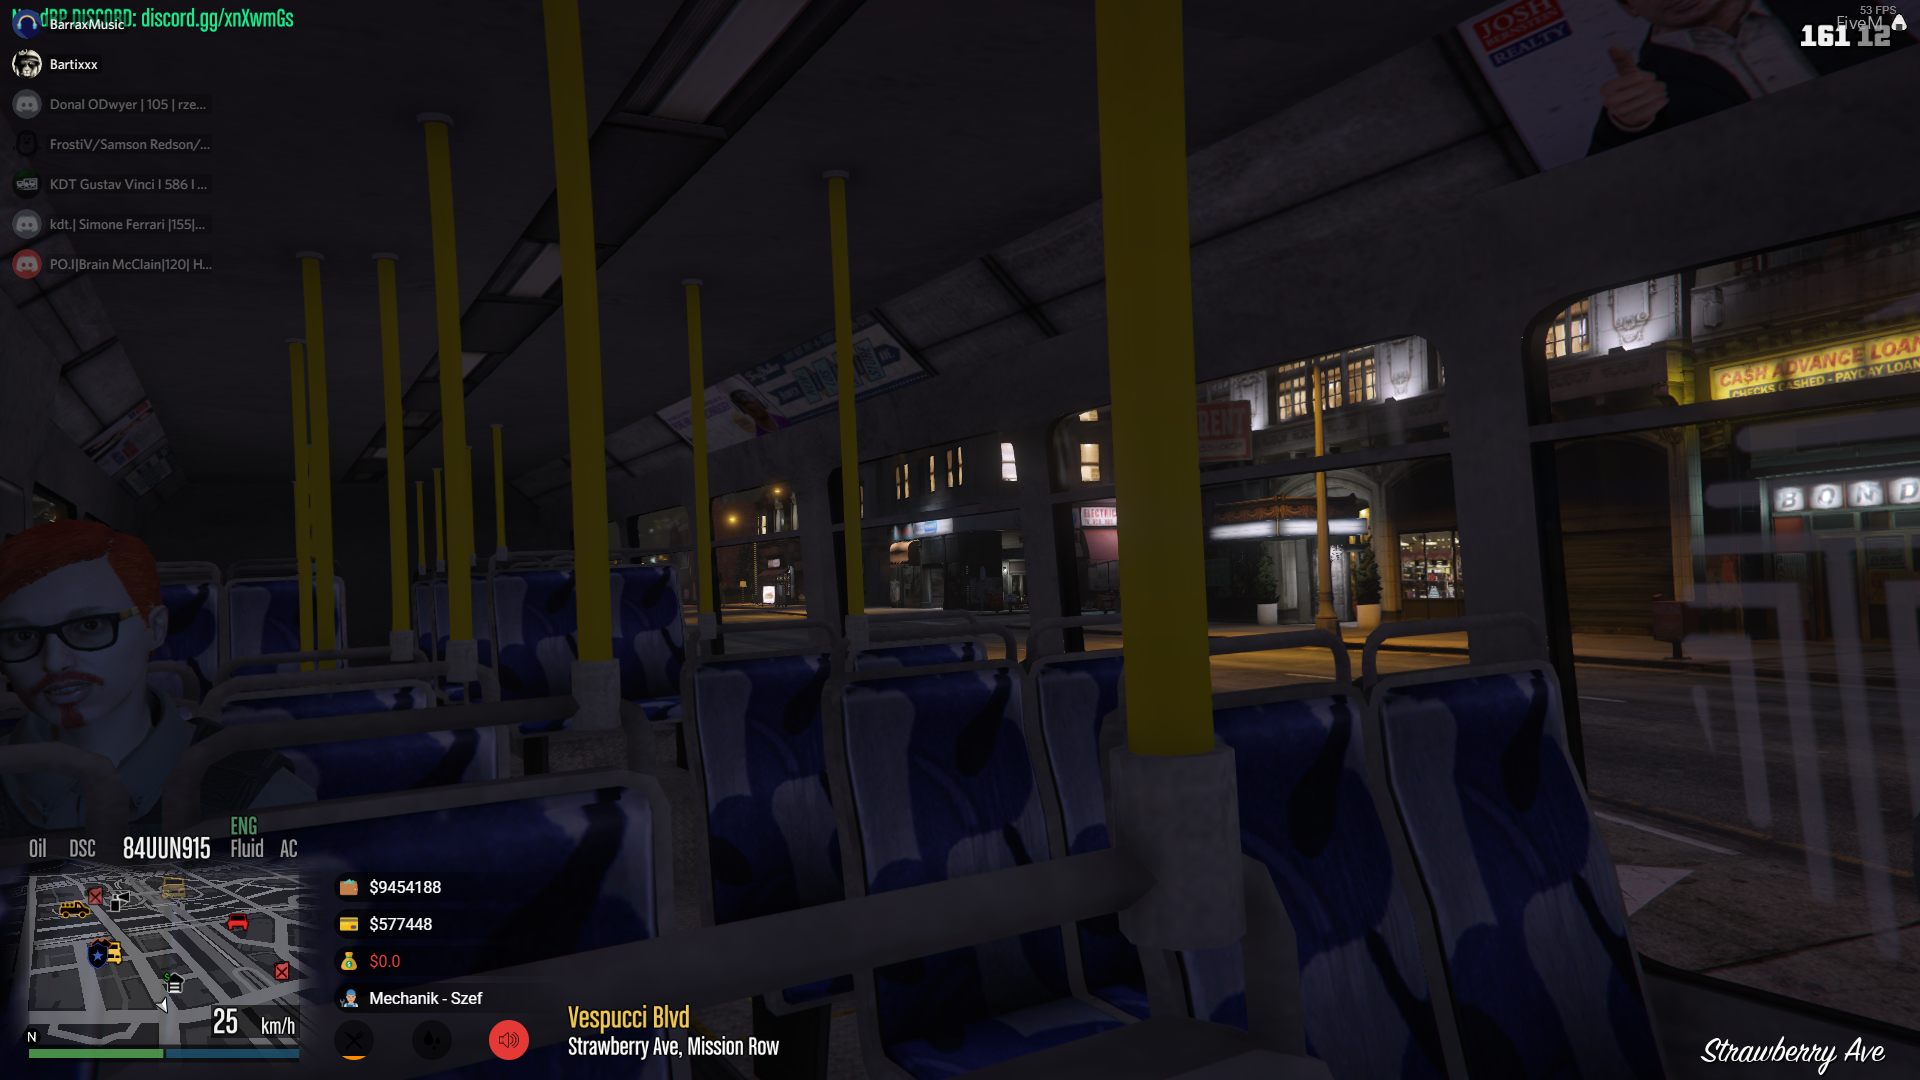 DISCORD: discord.gg/xnXwmGs
BarraxMusic
Bartixxx
Donal ODwyer | 105 | rze...
FrostiV/Samson Redson/...
KDT Gustav Vinci I 586 I ...
kdt.| Simone Ferrari |155|...
PO.I|Brain McClain|120| H...
53 FPS
FiveM
161 12
JOSH
BERNSTEIN
REALTY
CASH ADVANCE LOAN
CHECKS CASHED - PAYDAY LOAN
RENT
BOND
ELECTRIC
ENG
Oil DSC 84UUN915 Fluid AC
$9454188
$577448
$0.0
Mechanik - Szef
25 km/h
N
Vespucci Blvd
Strawberry Ave, Mission Row
Strawberry Ave